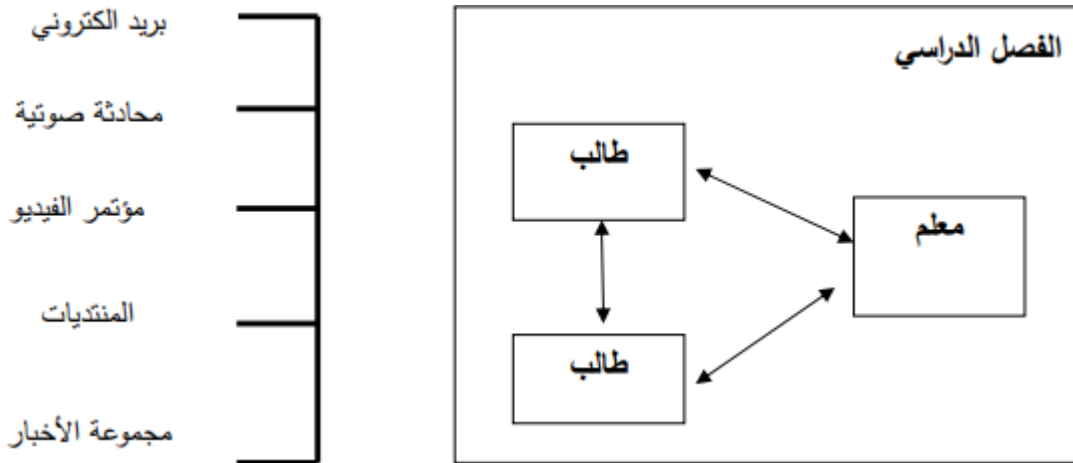 الفصل الدراسي
طالب
معلم
طالب
بريد الكتروني
محادثة صوتية
مؤتمر الفيديو
المنتديات
مجموعة الأخبار